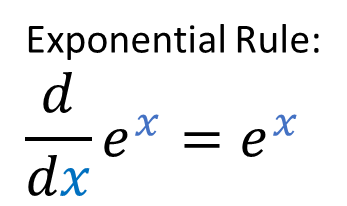 Exponential Rule:
d/dx e^x = e^x